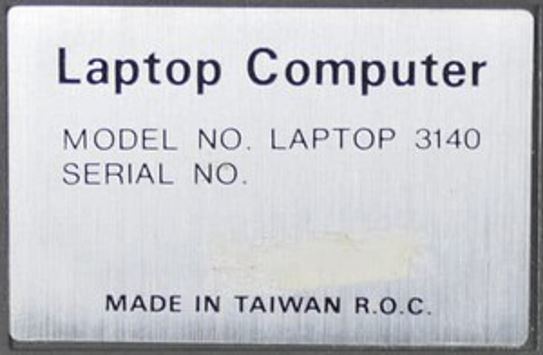 Laptop Computer
MODEL NO. LAPTOP 3140
SERIAL NO.
MADE IN TAIWAN R.O.C.